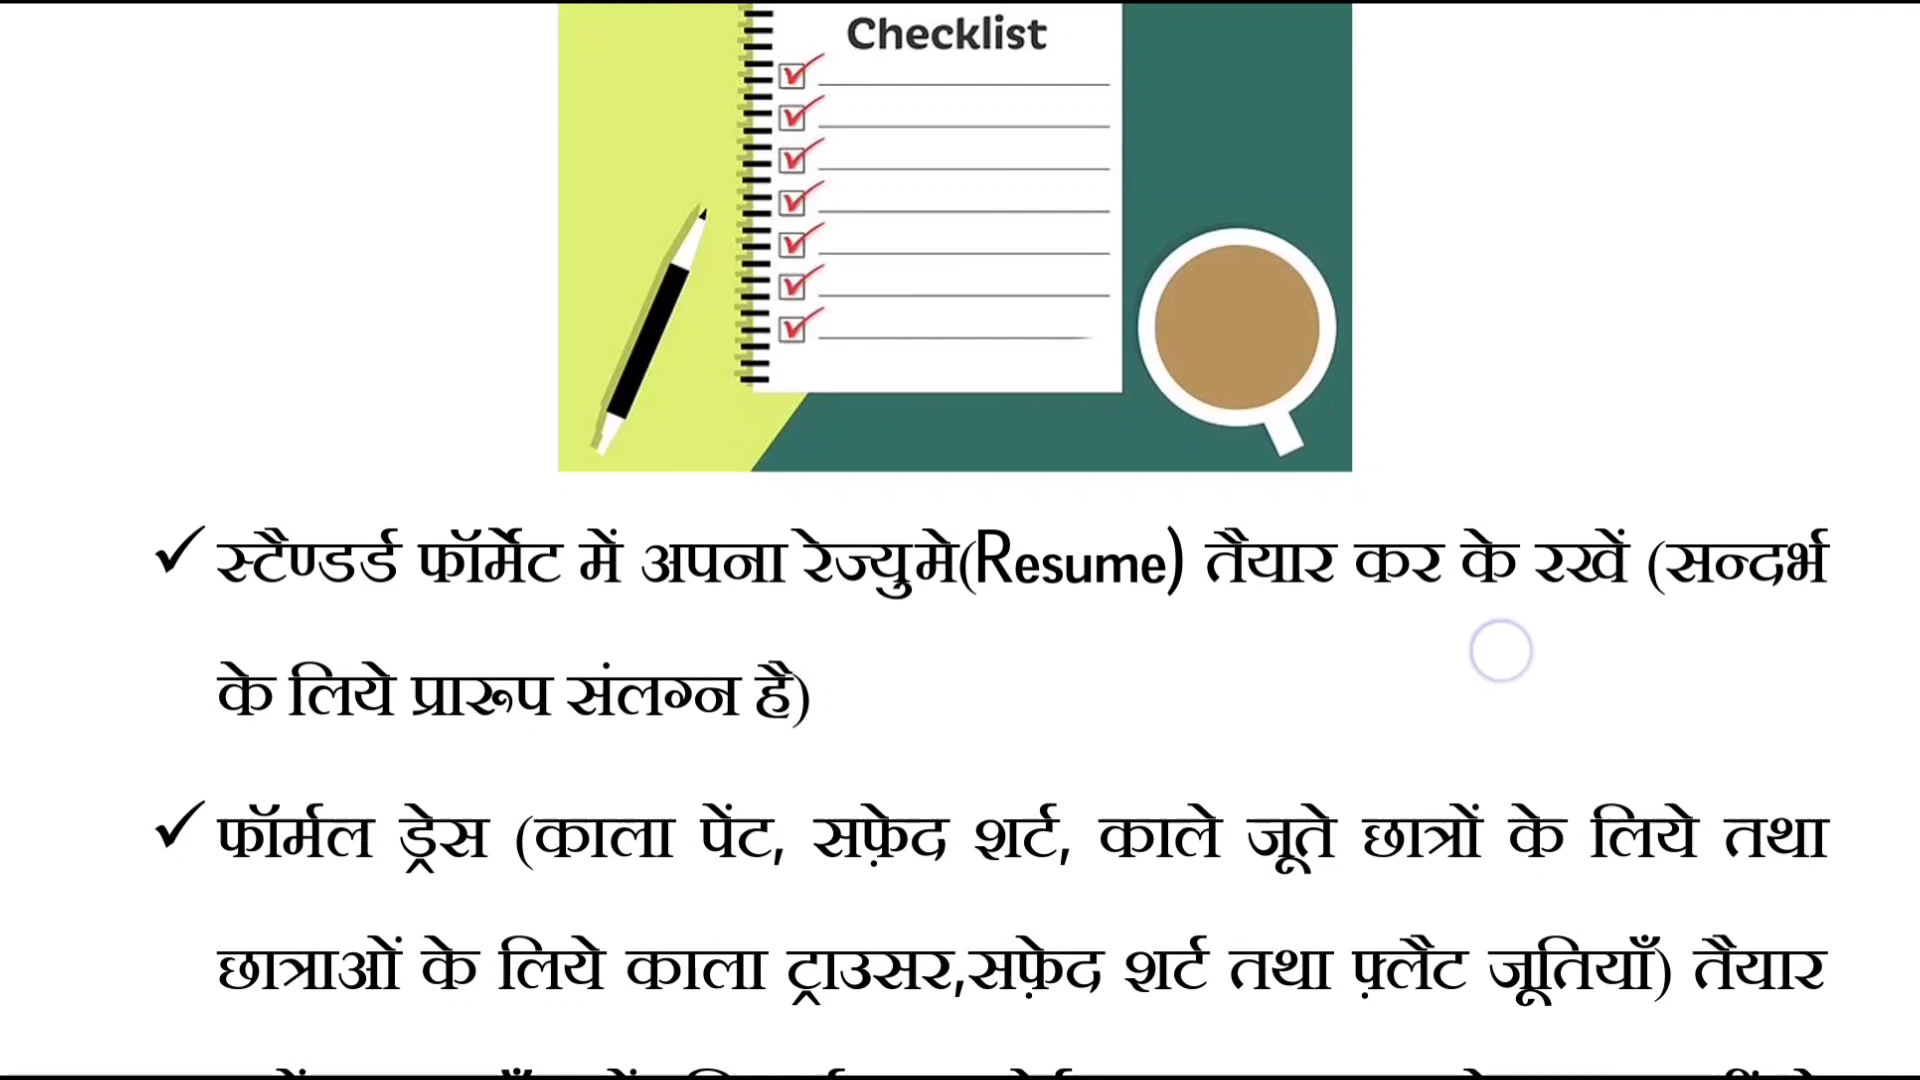 Checklist
✓ स्टैण्डर्ड फॉर्मेट में अपना रेज्युमे(Resume) तैयार कर के रखें (सन्दर्भ
के लिये प्रारूप संलग्न है)
✓ फॉर्मल ड्रेस (काला पेंट, सफ़ेद शर्ट, काले जूते छात्रों के लिये तथा
छात्राओं के लिये काला ट्राउसर,सफ़ेद शर्ट तथा फ़्लैट जूतियाँ) तैयार